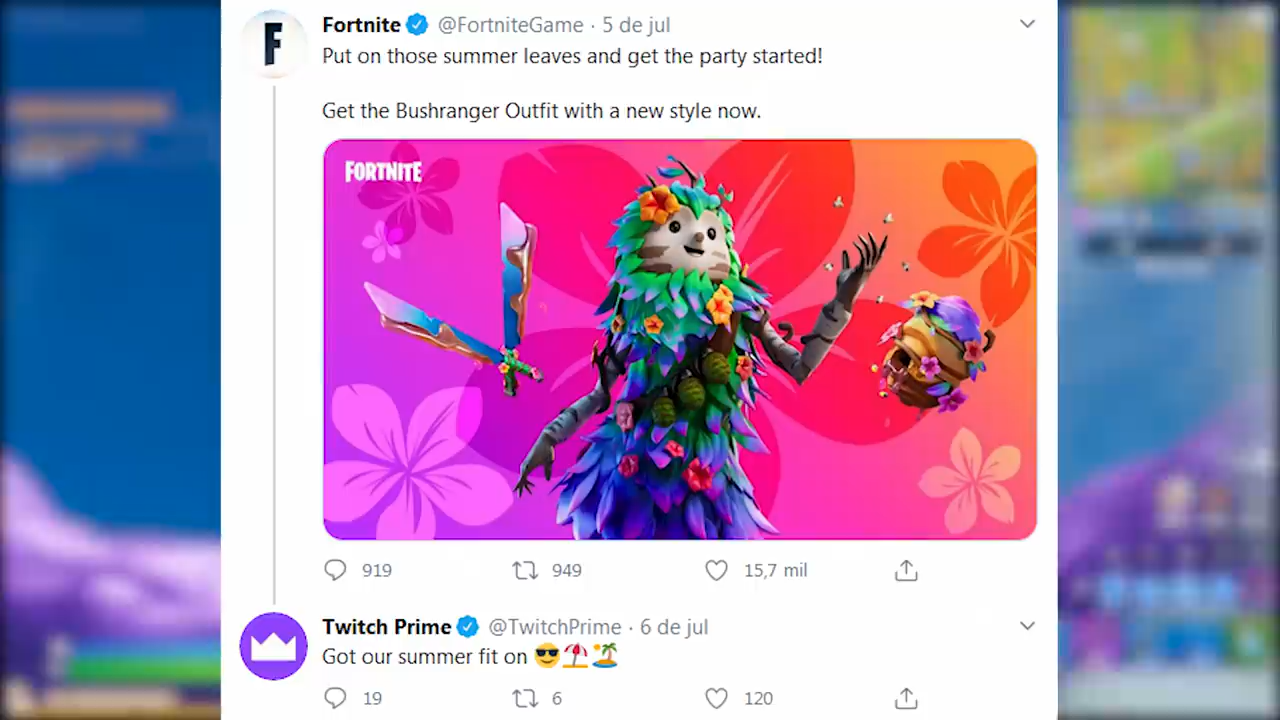 Fortnite @FortniteGame · 5 de jul
Put on those summer leaves and get the party started!
Get the Bushranger Outfit with a new style now.
FORTNITE
919 949 15,7 mil
Twitch Prime @TwitchPrime · 6 de jul
Got our summer fit on 😎⛱️🏝️
19 6 120